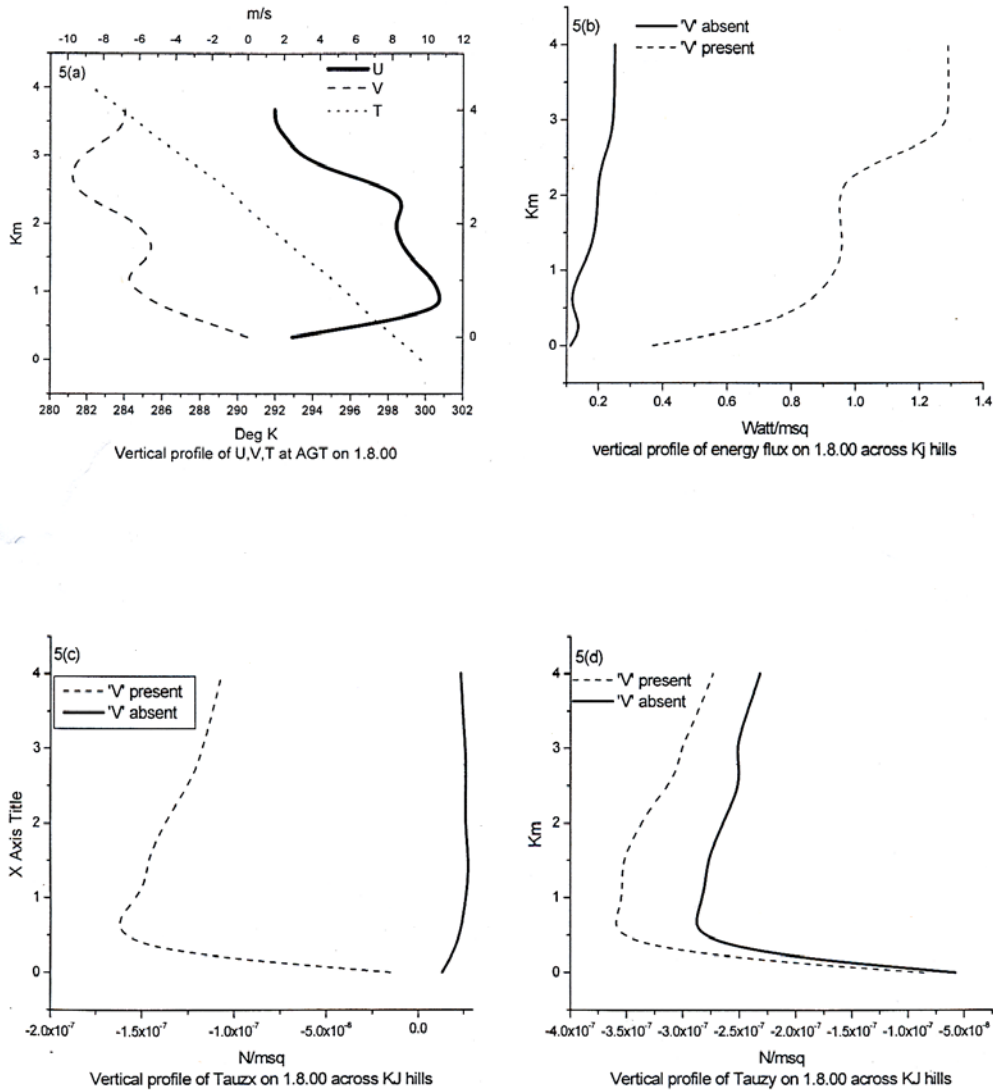 m/s
-10 -8 -6 -4 -2 0 2 4 6 8 10 12
5(a)
U
V
T
4
3
2
1
0
Km
4
2
0
280 282 284 286 288 290 292 294 296 298 300 302
Deg K
Vertical profile of U,V,T at AGT on 1.8.00
5(b)
'V' absent
'V' present
4
3
2
1
0
Km
0.2 0.4 0.6 0.8 1.0 1.2 1.4
Watt/msq
vertical profile of energy flux on 1.8.00 across Kj hills
5(c)
'V' present
'V' absent
4
3
2
1
0
X Axis Title
-2.0x10⁻⁷ -1.5x10⁻⁷ -1.0x10⁻⁷ -5.0x10⁻⁸ 0.0
N/msq
Vertical profile of Tauzx on 1.8.00 across KJ hills
5(d)
'V' present
'V' absent
4
3
2
1
0
Km
-4.0x10⁻⁷ -3.5x10⁻⁷ -3.0x10⁻⁷ -2.5x10⁻⁷ -2.0x10⁻⁷ -1.5x10⁻⁷ -1.0x10⁻⁷ -5.0x10⁻⁸
N/msq
Vertical profile of Tauzy on 1.8.00 across KJ hills